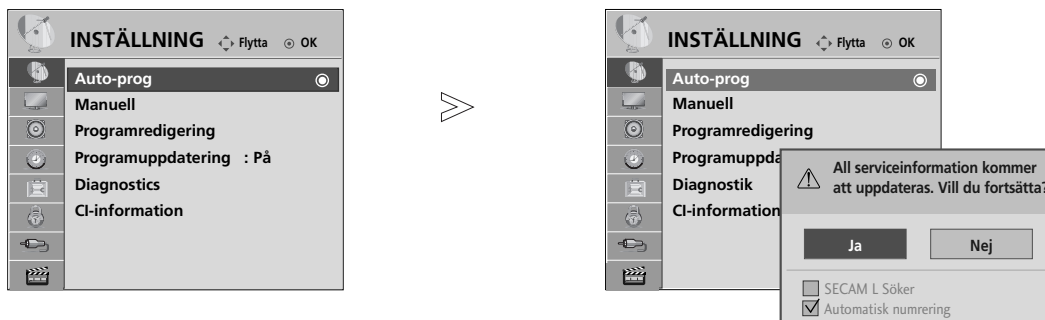 INSTÄLLNING Flytta OK
Auto-prog
Manuell
Programredigering
Programuppdatering : På
Diagnostics
CI-information
INSTÄLLNING Flytta OK
Auto-prog
Manuell
Programredigering
Programuppda
Diagnostik
CI-information
All serviceinformation kommer
att uppdateras. Vill du fortsätta?
Ja Nej
SECAM L Söker
Automatisk numrering